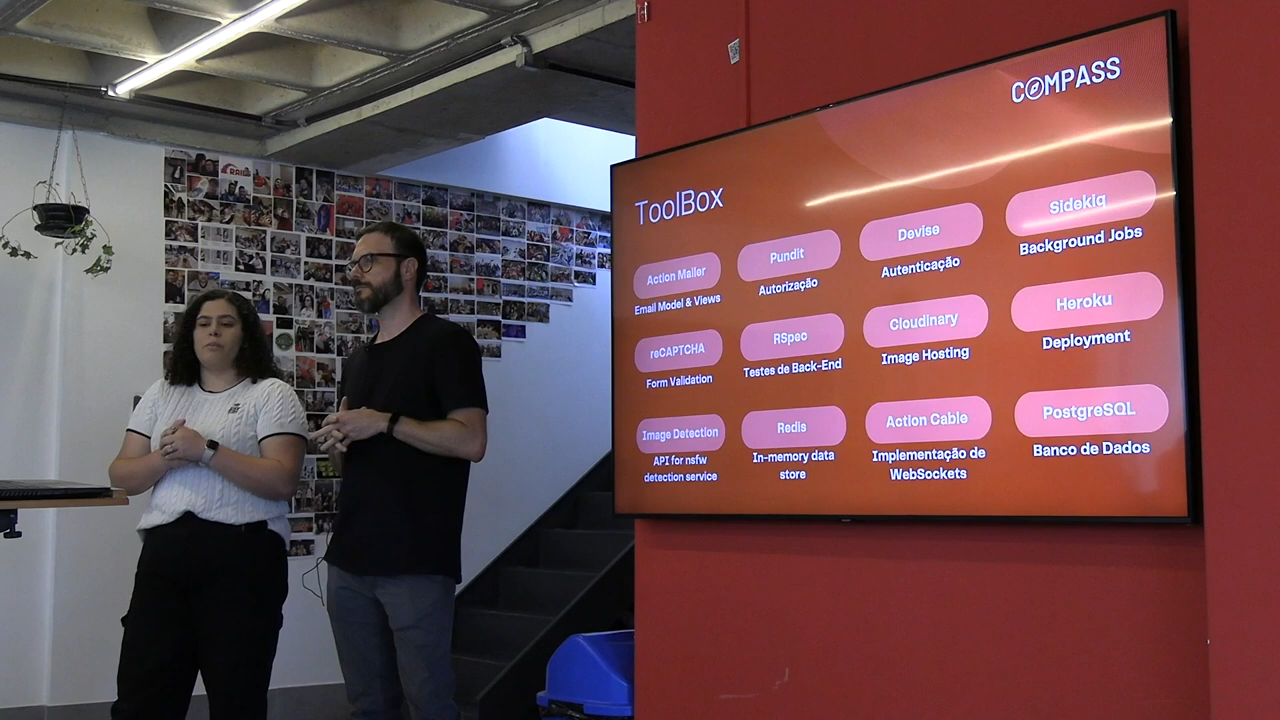 COMPASS
ToolBox
Action Mailer
Email Model & Views
Pundit
Autorização
Devise
Autenticação
Sidekiq
Background Jobs
reCAPTCHA
Form Validation
RSpec
Testes de Back-End
Cloudinary
Image Hosting
Heroku
Deployment
Image Detection
API for nsfw
detection service
Redis
In-memory data
store
Action Cable
Implementação de
WebSockets
PostgreSQL
Banco de Dados